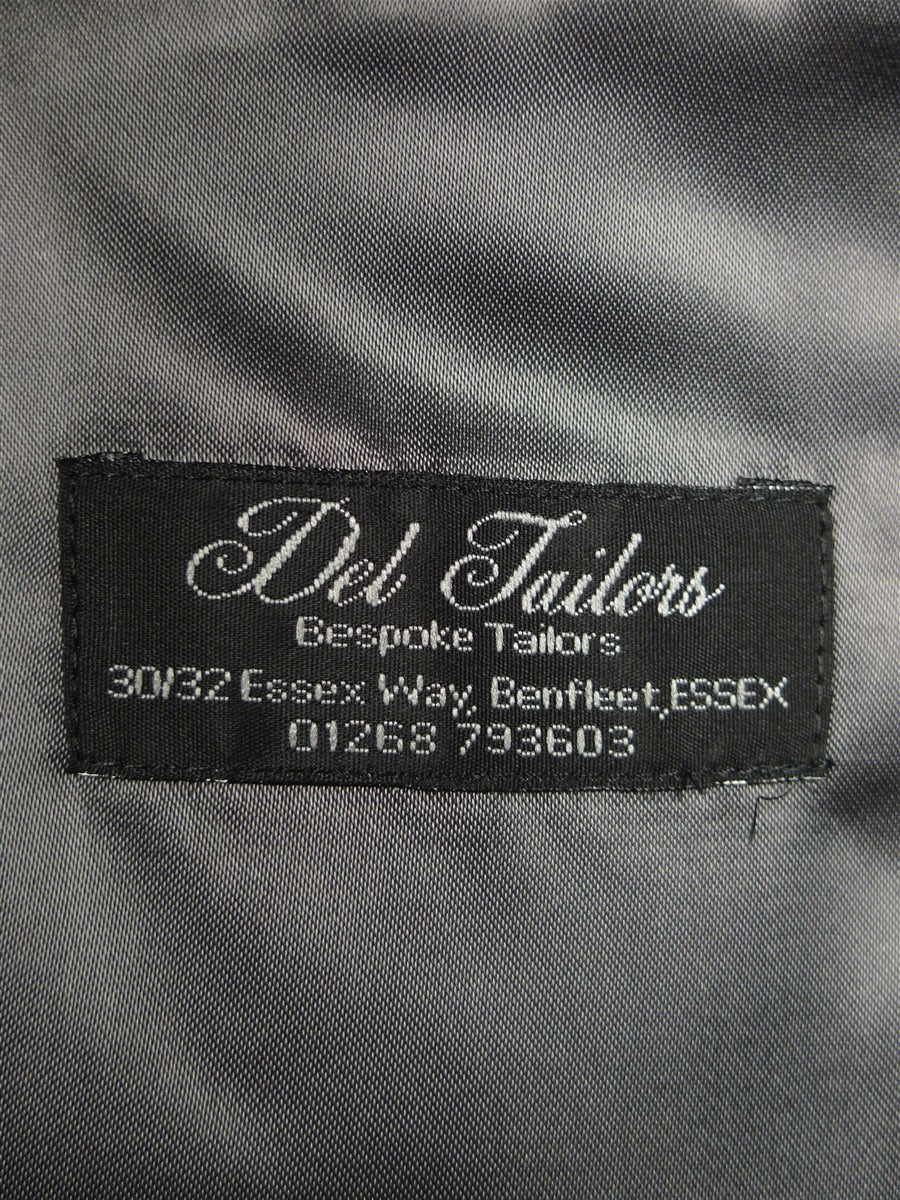 Del Tailors
Bespoke Tailors
30/32 Essex Way, Benfleet, ESSEX
01268 793603